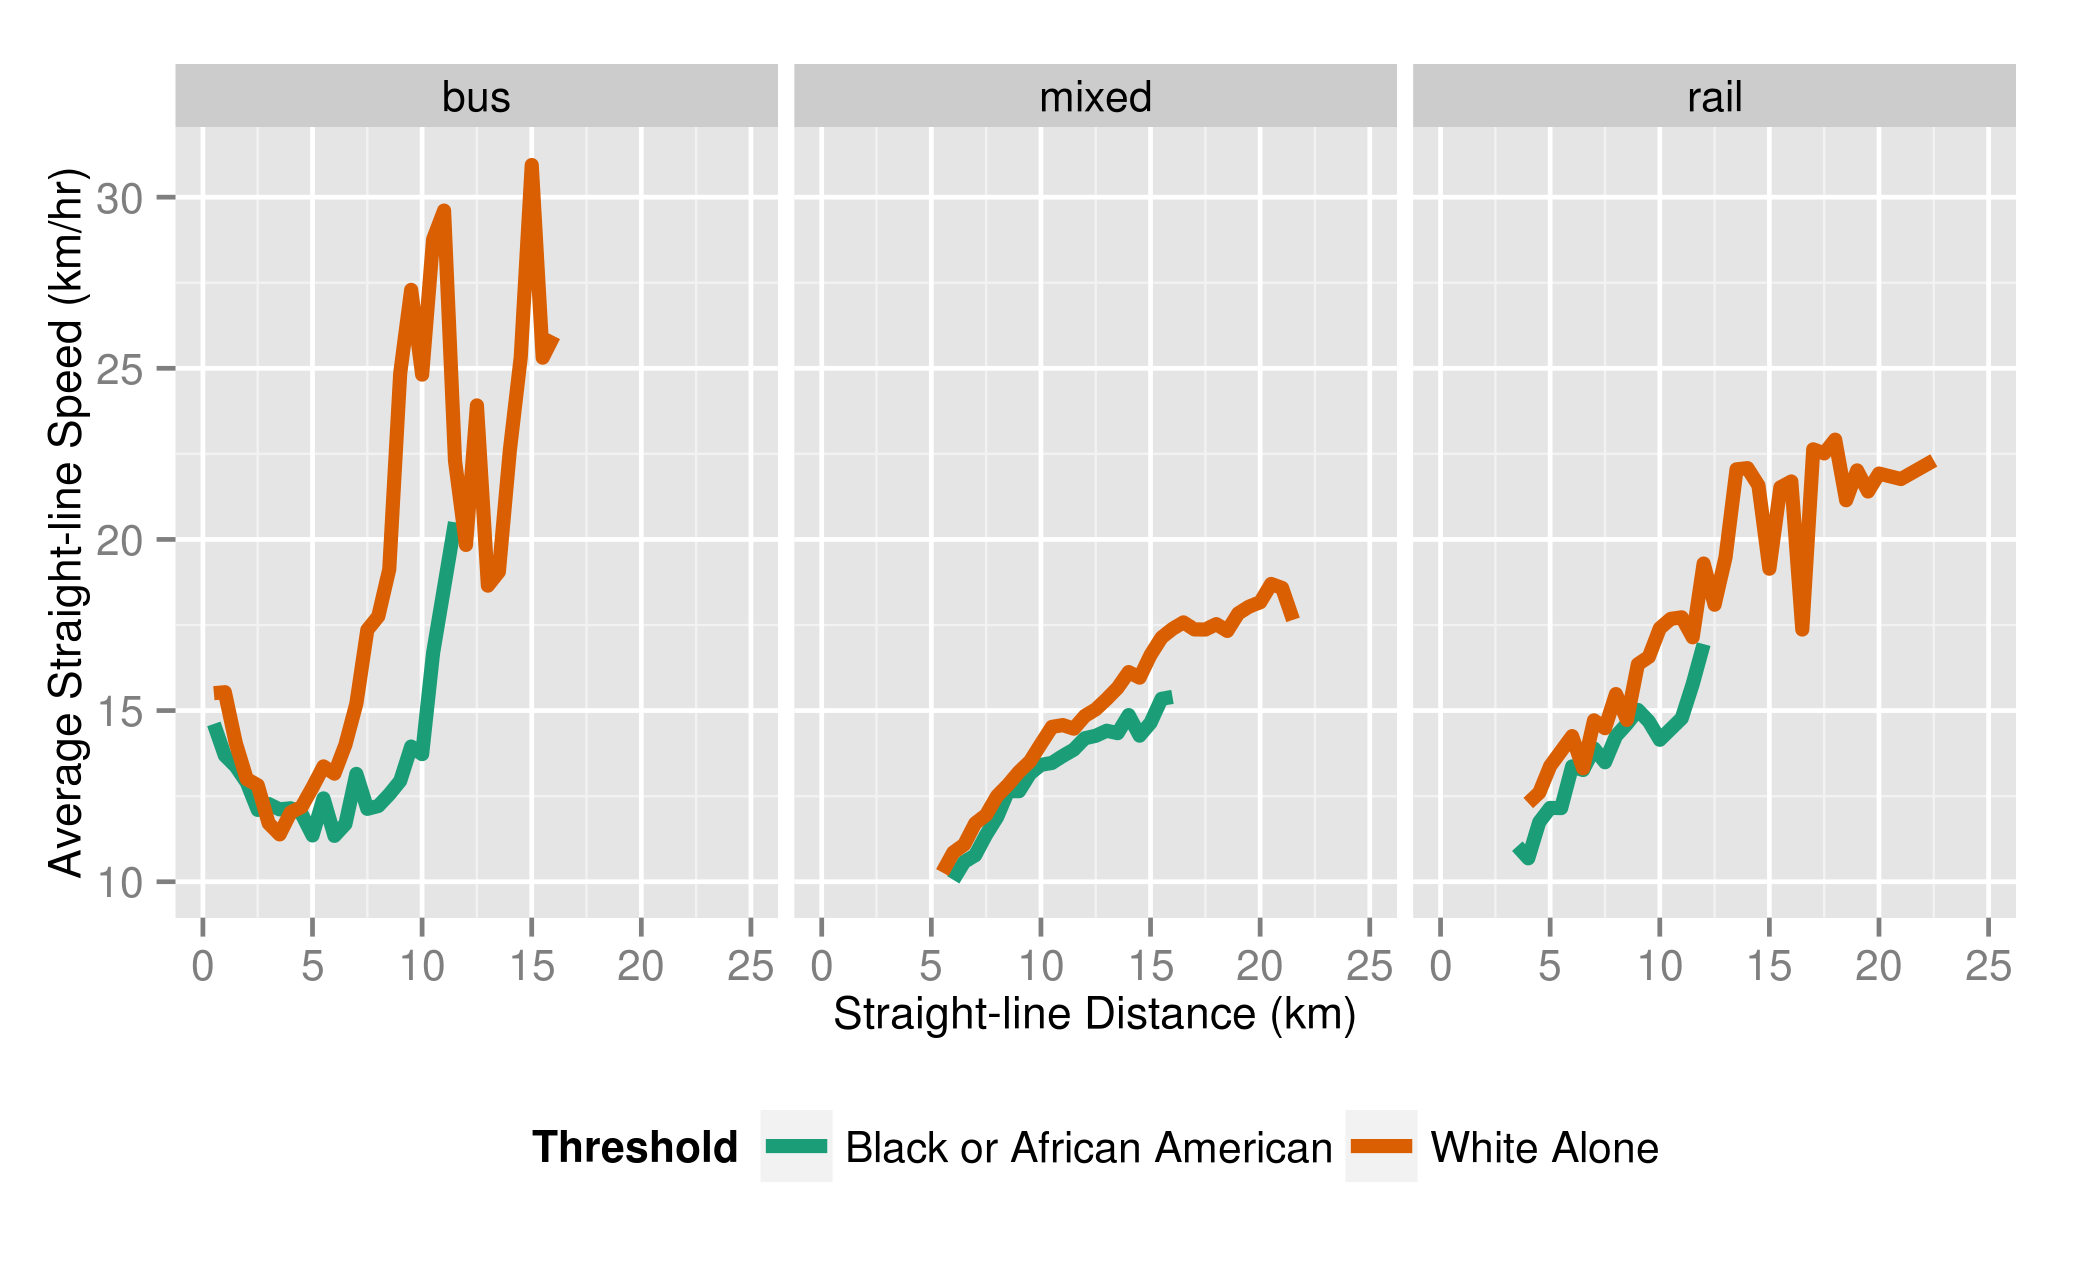 bus mixed rail
Average Straight-line Speed (km/hr)
30
25
20
15
10
0 5 10 15 20 25 0 5 10 15 20 25 0 5 10 15 20 25
Straight-line Distance (km)
Threshold Black or African American White Alone